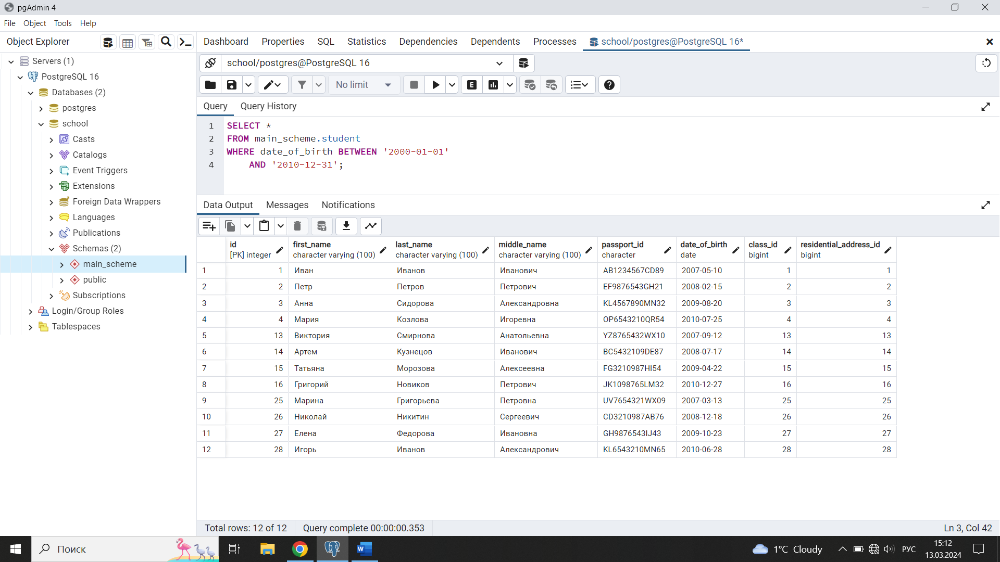 pgAdmin 4
File Object Tools Help
Object Explorer
Dashboard Properties SQL Statistics Dependencies Dependents Processes school/postgres@PostgreSQL 16*
Servers (1)
PostgreSQL 16
Databases (2)
postgres
school
Casts
Catalogs
Event Triggers
Extensions
Foreign Data Wrappers
Languages
Publications
Schemas (2)
main_scheme
public
Subscriptions
Login/Group Roles
Tablespaces
school/postgres@PostgreSQL 16
No limit
E
Query Query History
1 SELECT *
2 FROM main_scheme.student
3 WHERE date_of_birth BETWEEN '2000-01-01'
4 AND '2010-12-31';
Data Output Messages Notifications
id first_name last_name middle_name passport_id date_of_birth class_id residential_address_id
[PK] integer character varying (100) character varying (100) character varying (100) character date bigint bigint
1 1 Иван Иванов Иванович AB1234567CD89 2007-05-10 1 1
2 2 Петр Петров Петрович EF9876543GH21 2008-02-15 2 2
3 3 Анна Сидорова Александровна KL4567890MN32 2009-08-20 3 3
4 4 Мария Козлова Игоревна OP6543210QR54 2010-07-25 4 4
5 13 Виктория Смирнова Анатольевна YZ8765432WX10 2007-09-12 13 13
6 14 Артем Кузнецов Иванович BC5432109DE87 2008-07-17 14 14
7 15 Татьяна Морозова Алексеевна FG3210987HI54 2009-04-22 15 15
8 16 Григорий Новиков Петрович JK1098765LM32 2010-12-27 16 16
9 25 Марина Григорьева Петровна UV7654321WX09 2007-03-13 25 25
10 26 Николай Никитин Сергеевич CD3210987AB76 2008-12-18 26 26
11 27 Елена Федорова Ивановна GH9876543IJ43 2009-10-23 27 27
12 28 Игорь Иванов Александрович KL6543210MN65 2010-06-28 28 28
Total rows: 12 of 12 Query complete 00:00:00.353 Ln 3, Col 42
Поиск
W
1°C Cloudy
РУС
15:12
13.03.2024